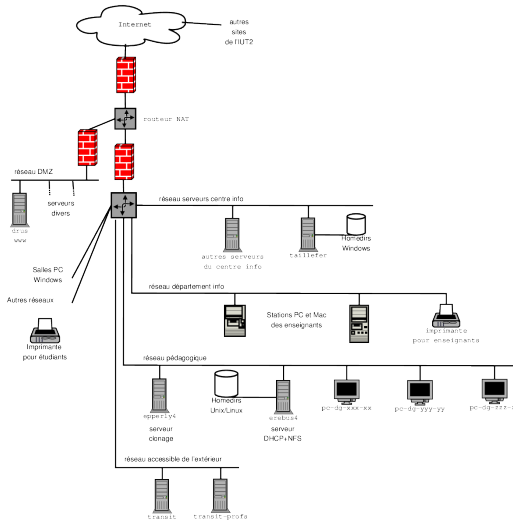 Internet
autres
sites
de l'IUT2
routeur NAT
réseau DMZ
serveurs
divers
www
réseau serveurs centre info
autres serveurs
du centre info
taillefer
Homedirs
Windows
Salles PC
Windows
Autres réseaux
réseau département info
Stations PC et Mac
des enseignants
imprimante
pour enseignants
Imprimante
pour étudiants
réseau pédagogique
epperly4
serveur
clonage
Homedirs
Unix/Linux
erebus4
serveur
DHCP+NFS
pc-dg-xxx-xx
pc-dg-yyy-yy
réseau accessible de l'extérieur
transit
transit-profs